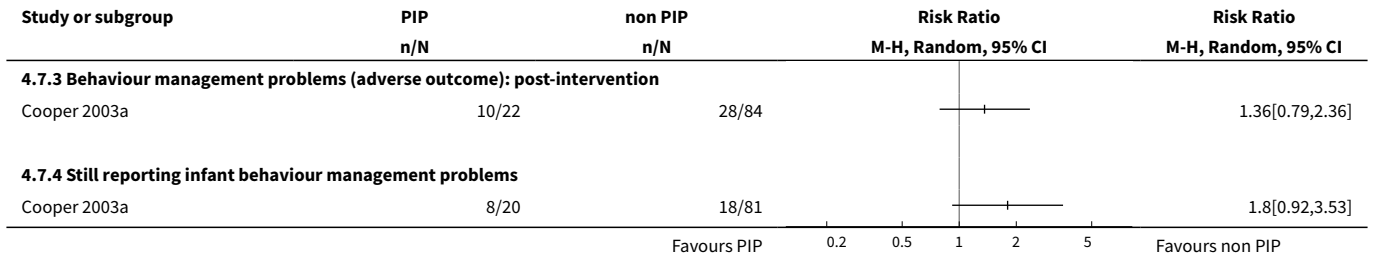 Study or subgroup PIP non PIP Risk Ratio Risk Ratio
n/N n/N M-H, Random, 95% CI M-H, Random, 95% CI
4.7.3 Behaviour management problems (adverse outcome): post-intervention
Cooper 2003a 10/22 28/84 1.36[0.79,2.36]
4.7.4 Still reporting infant behaviour management problems
Cooper 2003a 8/20 18/81 1.8[0.92,3.53]
Favours PIP 0.2 0.5 1 2 5 Favours non PIP